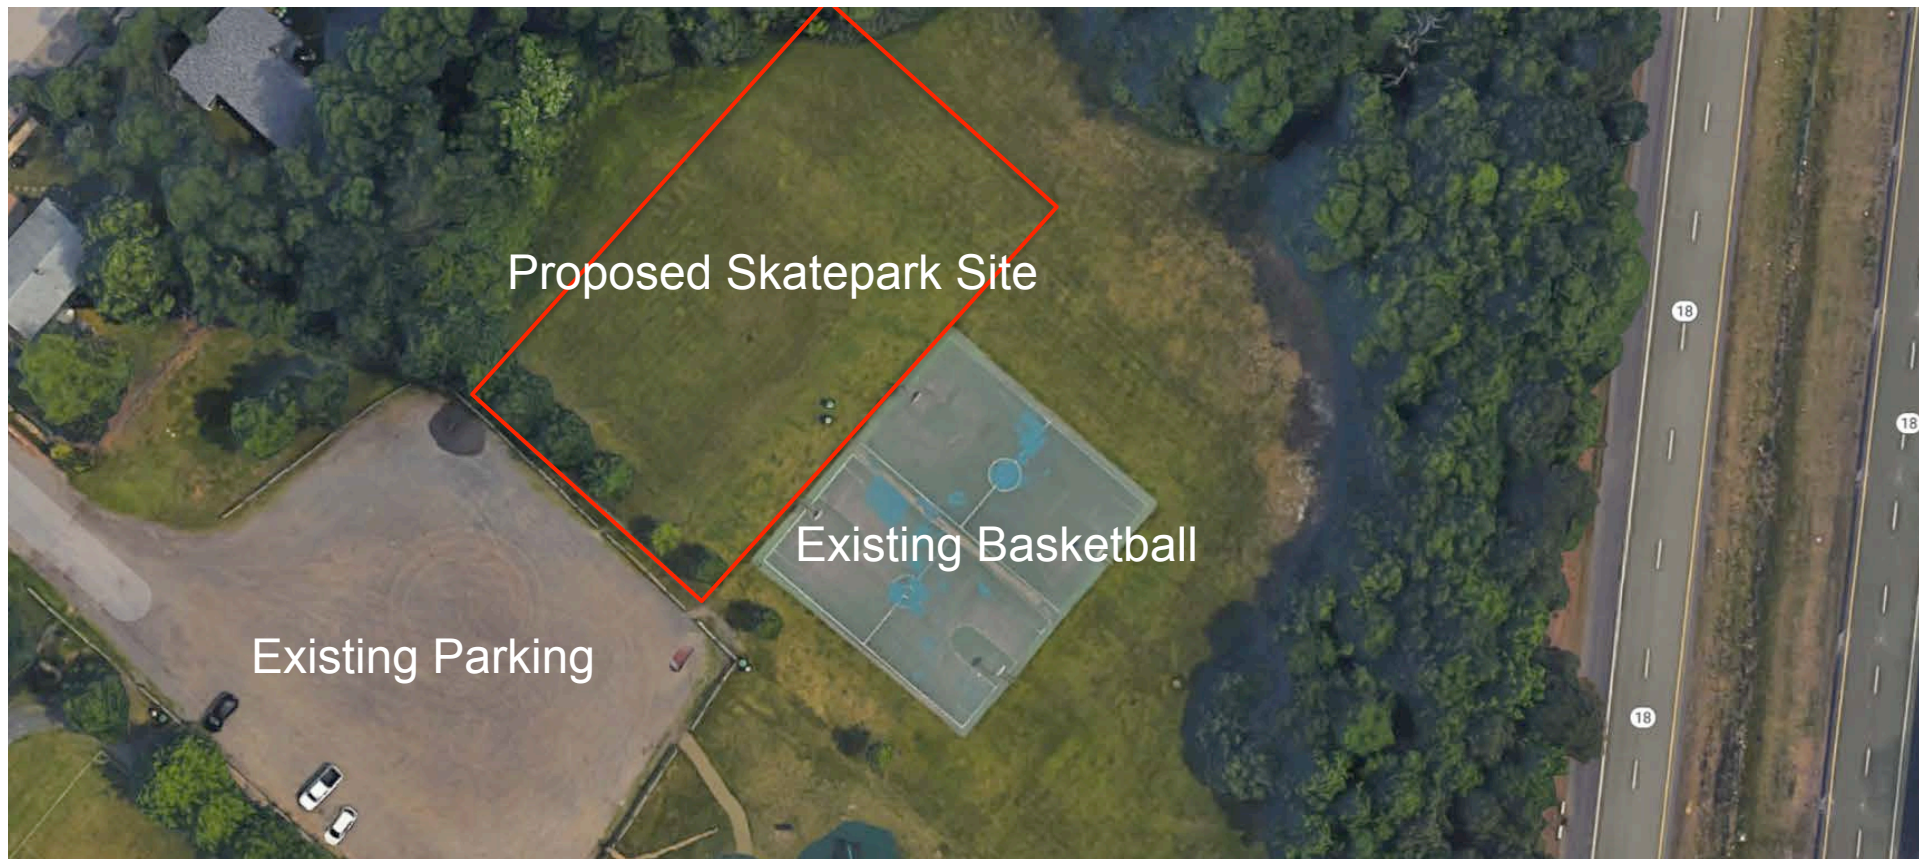 Proposed Skatepark Site
18
18
Existing Basketball
Existing Parking
18